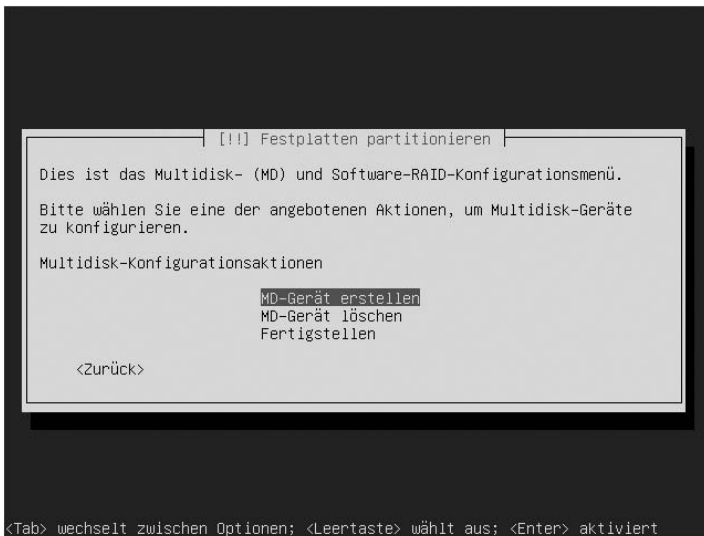 [!!] Festplatten partitionieren
Dies ist das Multidisk- (MD) und Software-RAID-Konfigurationsmenü.
Bitte wählen Sie eine der angebotenen Aktionen, um Multidisk-Geräte
zu konfigurieren.
Multidisk-Konfigurationsaktionen
MD-Gerät erstellen
MD-Gerät löschen
Fertigstellen
<Zurück>
<Tab> wechselt zwischen Optionen; <Leertaste> wählt aus; <Enter> aktiviert